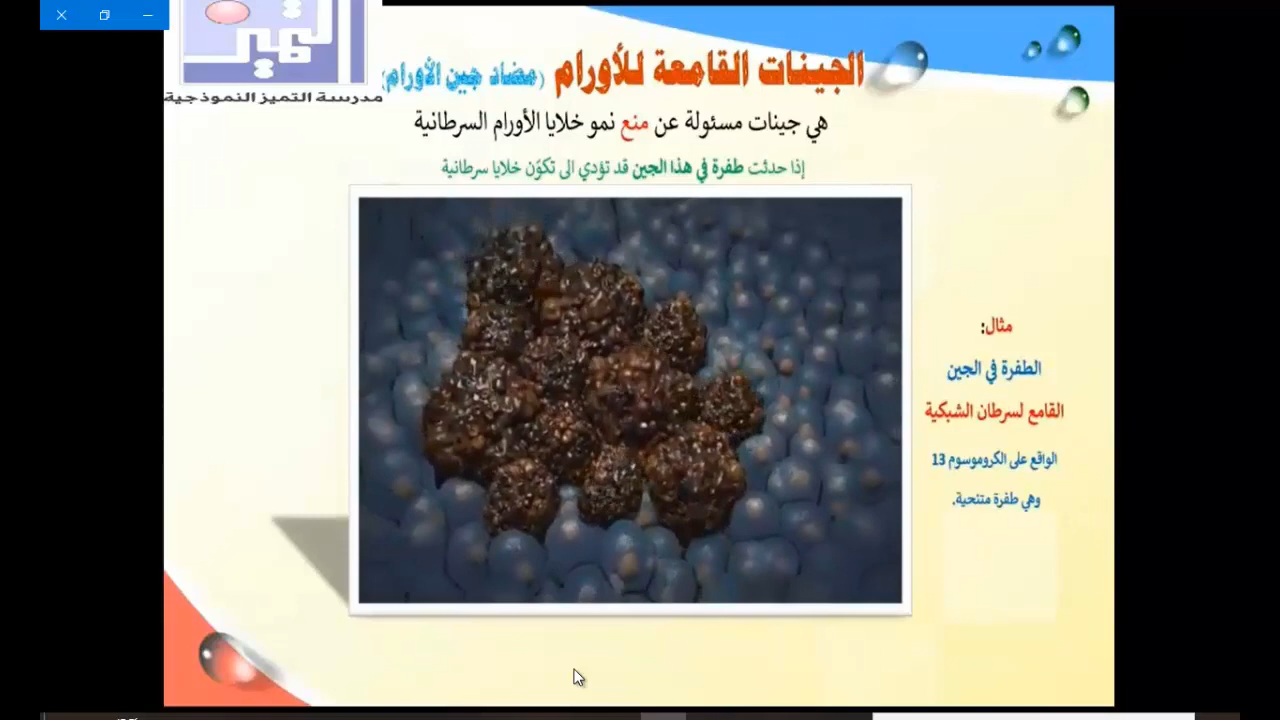 التميز
مدرسة التميز النموذجية
الجينات القامعة للأورام (مضاد جين الأورام)
هي جينات مسئولة عن منع نمو خلايا الأورام السرطانية
إذا حدثت طفرة في هذا الجين قد تؤدي الى تكوّن خلايا سرطانية
مثال:
الطفرة في الجين
القامع لسرطان الشبكية
الواقع على الكروموسوم 13
وهي طفرة متنحية.